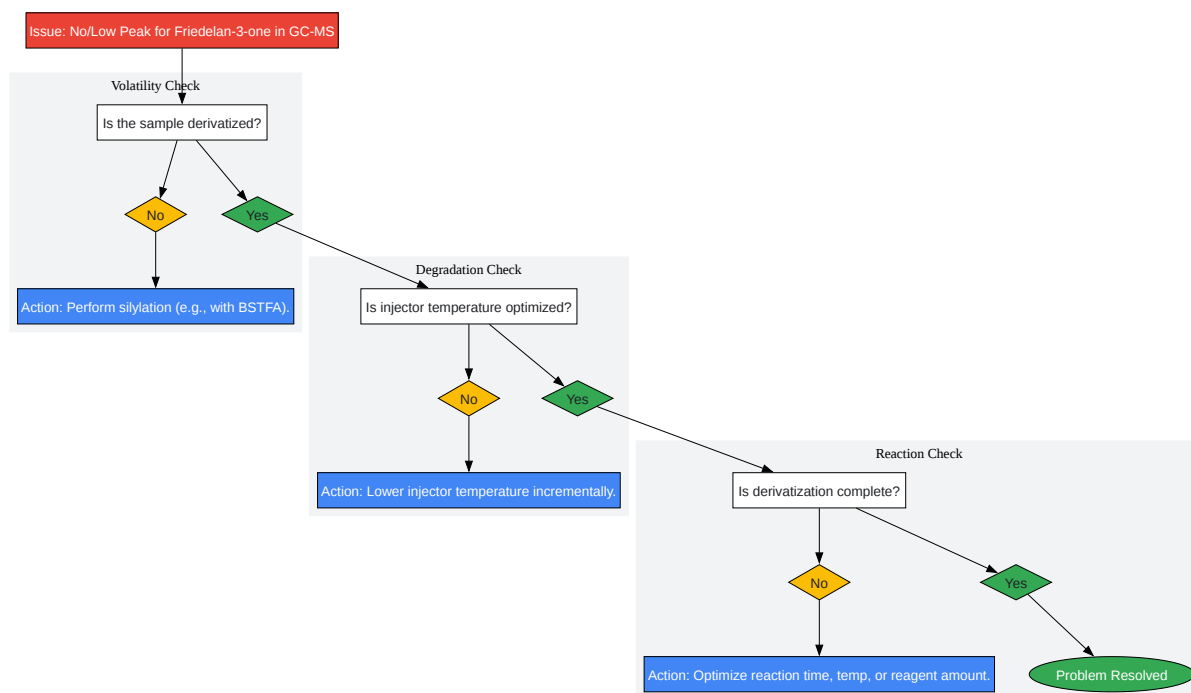 Issue: No/Low Peak for Friedelan-3-one in GC-MS
Volatility Check
Is the sample derivatized?
No
Yes
Action: Perform silylation (e.g., with BSTFA).
Degradation Check
Is injector temperature optimized?
No
Yes
Action: Lower injector temperature incrementally.
Reaction Check
Is derivatization complete?
No
Yes
Action: Optimize reaction time, temp, or reagent amount.
Problem Resolved